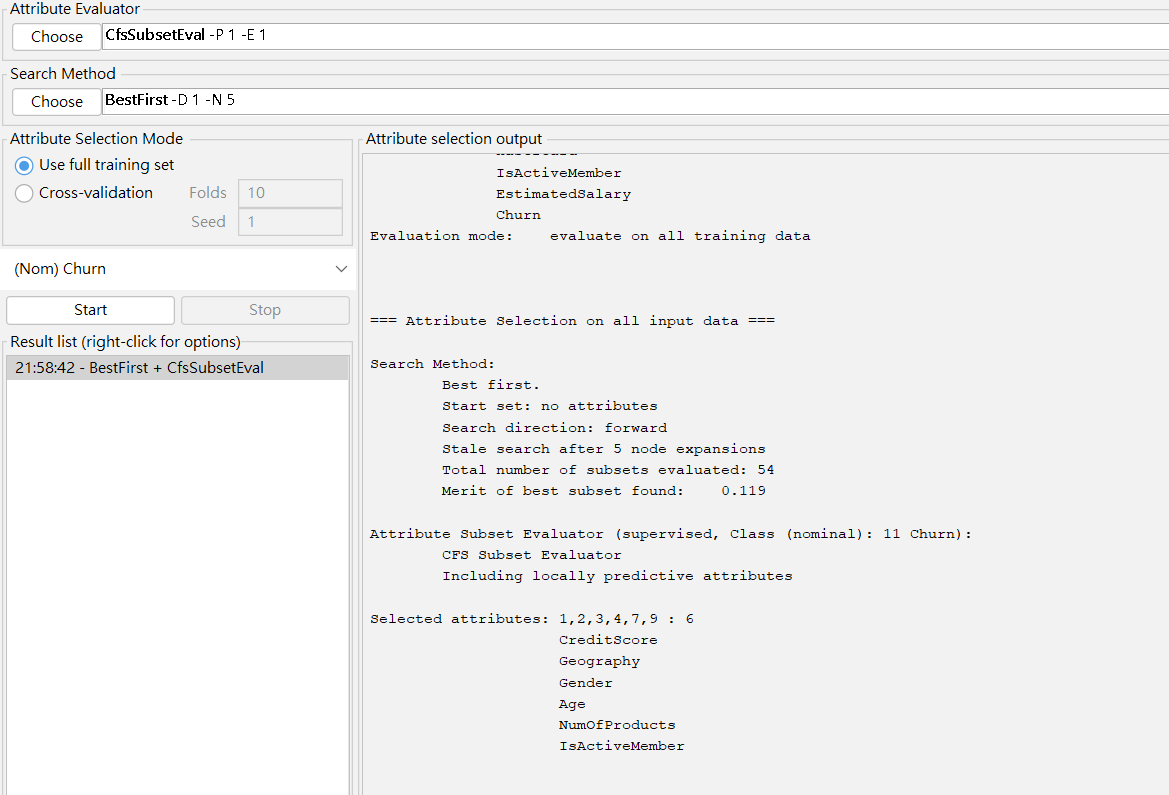 Attribute Evaluator
Choose CfsSubsetEval -P 1 -E 1
Search Method
Choose BestFirst -D 1 -N 5
Attribute Selection Mode
Use full training set
Cross-validation Folds 10
Seed 1
(Nom) Churn
Start Stop
Result list (right-click for options)
21:58:42 - BestFirst + CfsSubsetEval
Attribute selection output
IsActiveMember
EstimatedSalary
Churn
Evaluation mode: evaluate on all training data
=== Attribute Selection on all input data ===
Search Method:
Best first.
Start set: no attributes
Search direction: forward
Stale search after 5 node expansions
Total number of subsets evaluated: 54
Merit of best subset found: 0.119
Attribute Subset Evaluator (supervised, Class (nominal): 11 Churn):
CFS Subset Evaluator
Including locally predictive attributes
Selected attributes: 1,2,3,4,7,9 : 6
CreditScore
Geography
Gender
Age
NumOfProducts
IsActiveMember